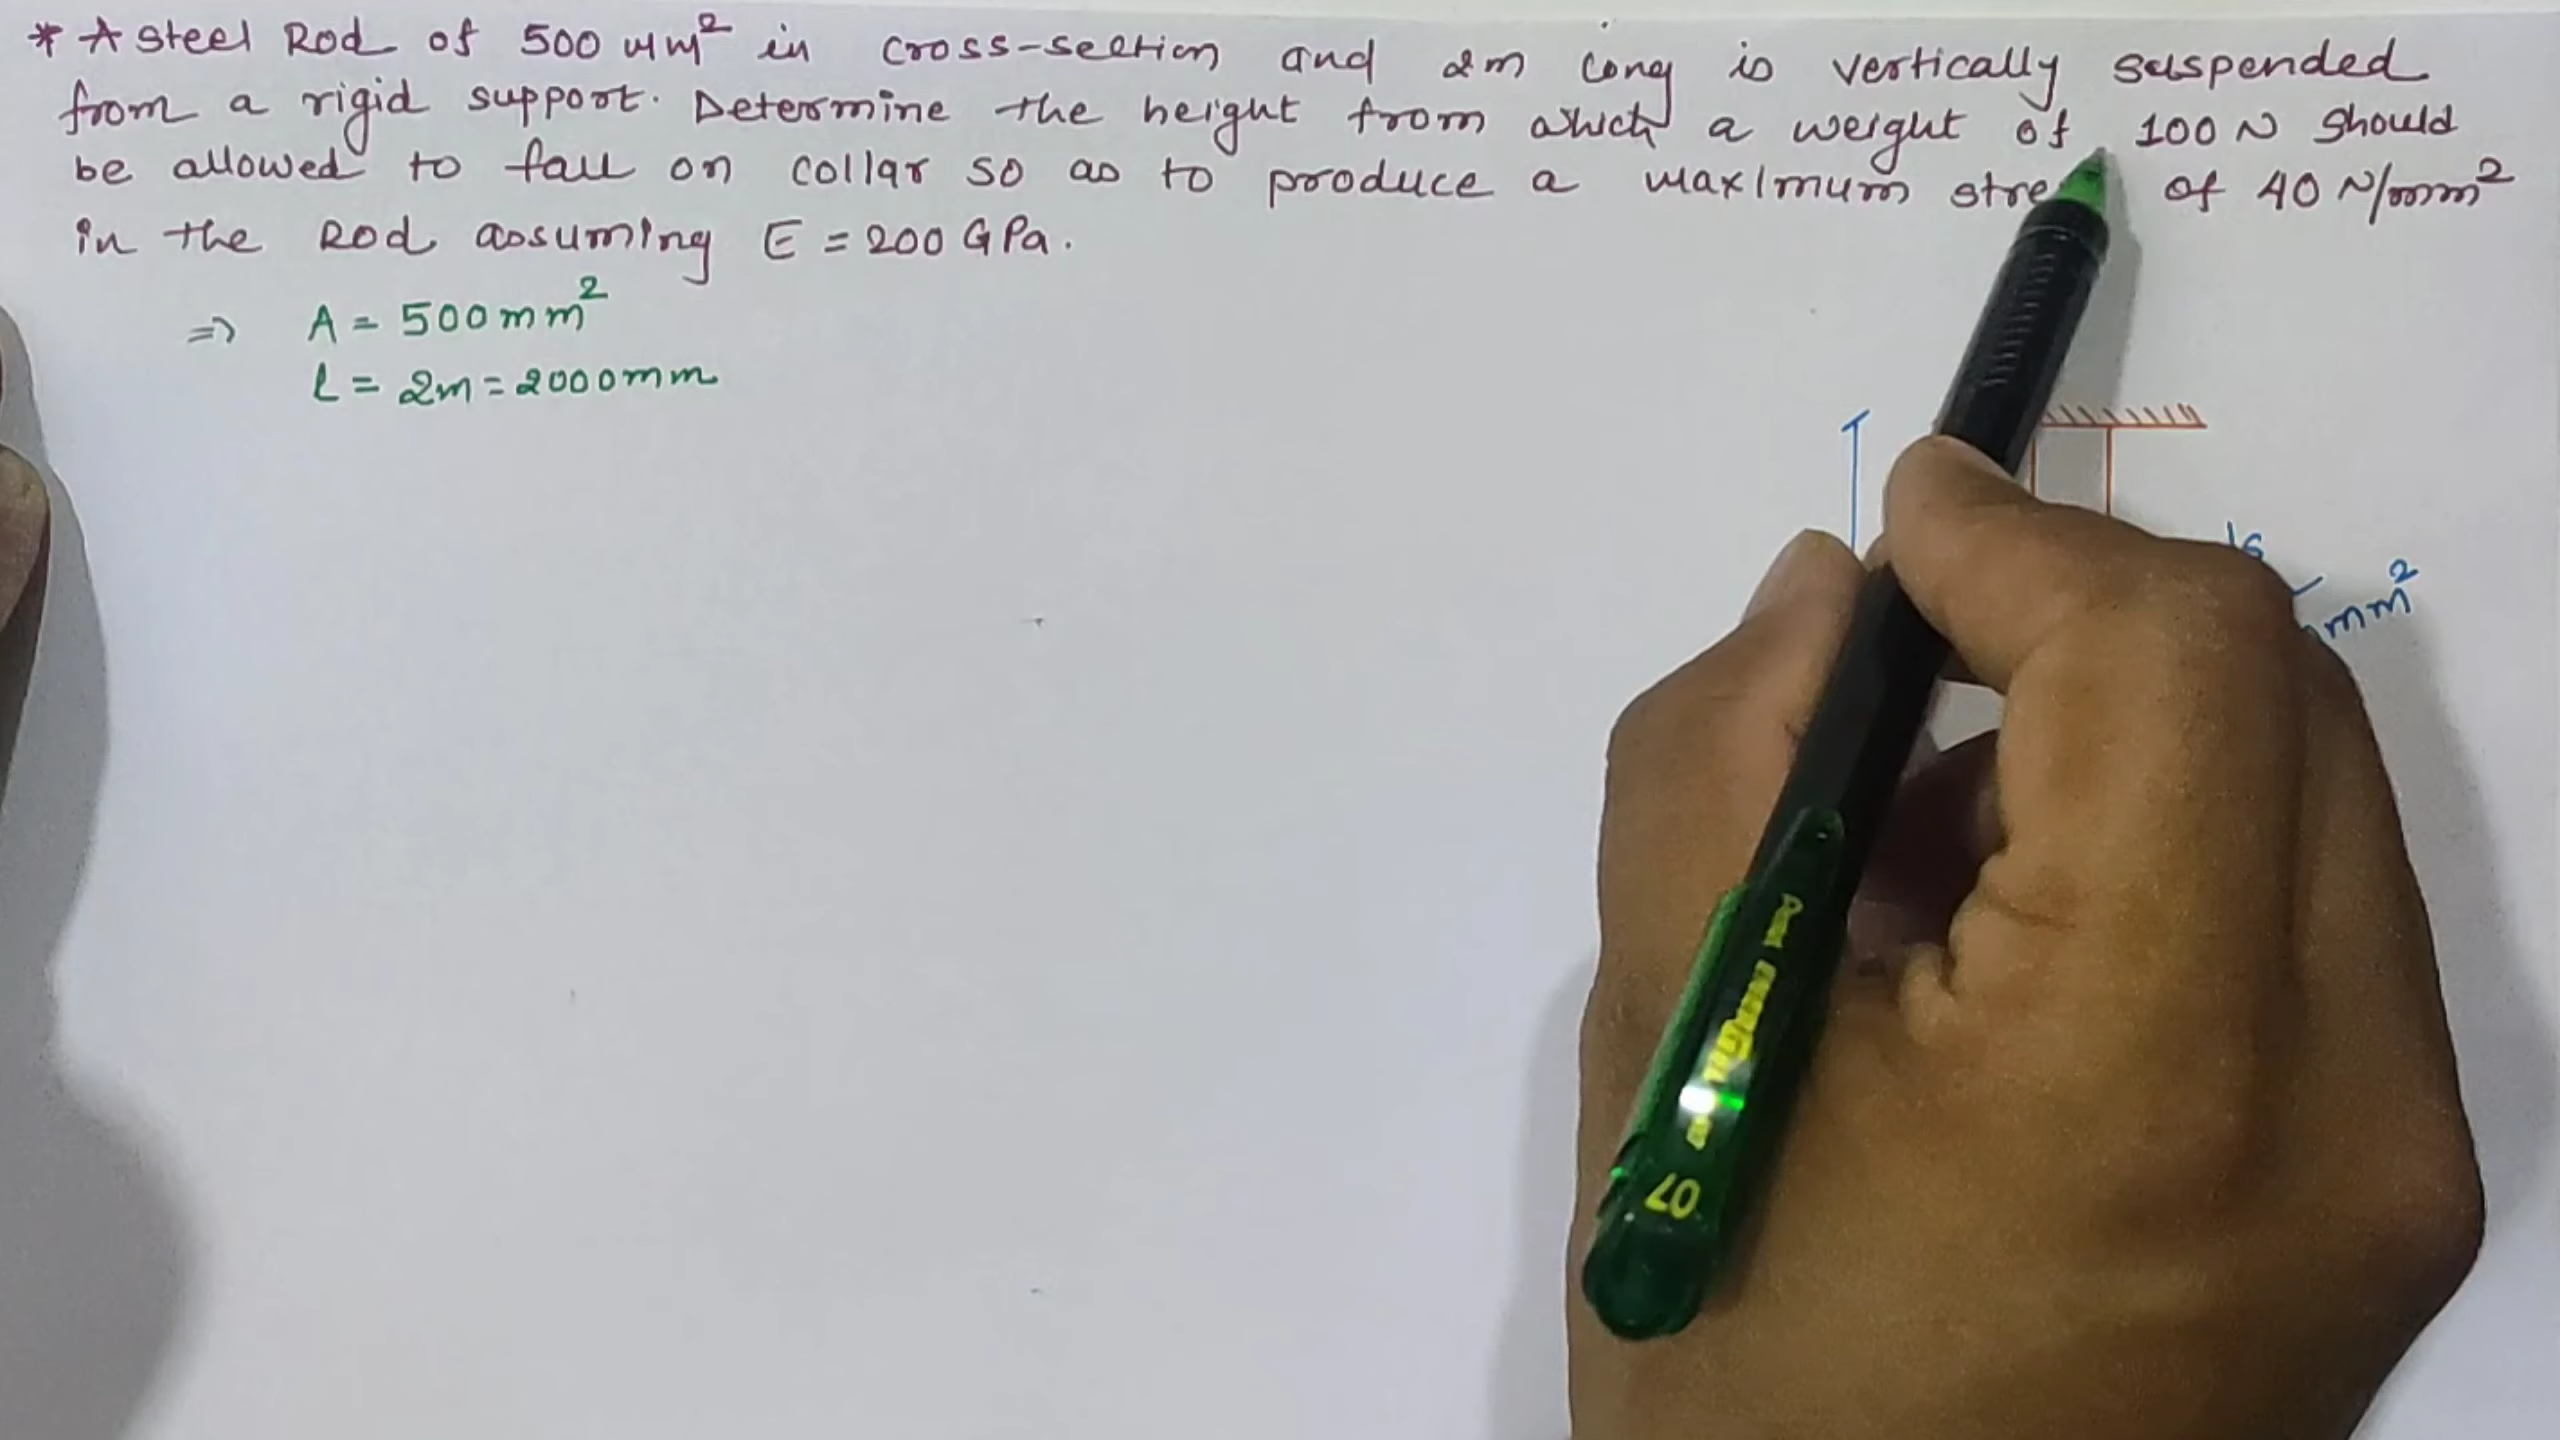 * A steel Rod of 500 mm² in cross-section and 2m long is vertically suspended
from a rigid support. Determine the height from which a weight of 100 N should
be allowed to fall on collar so as to produce a maximum stre of 40 N/mm²
in the Rod assuming E = 200 GPa.
=> A = 500mm²
L = 2m = 2000mm
mm²
07